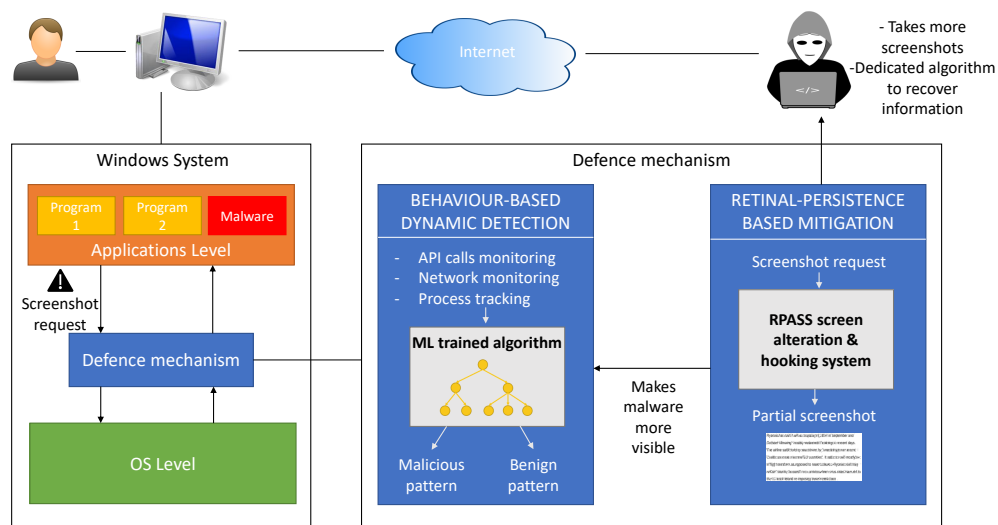 Internet
- Takes more
screenshots
-Dedicated algorithm
to recover
information
</>
Windows System
Program
1
Program
2
Malware
Applications Level
Screenshot
request
Defence mechanism
OS Level
Defence mechanism
BEHAVIOUR-BASED
DYNAMIC DETECTION
- API calls monitoring
- Network monitoring
- Process tracking
ML trained algorithm
Malicious
pattern
Benign
pattern
Makes
malware
more
visible
RETINAL-PERSISTENCE
BASED MITIGATION
Screenshot request
RPASS screen
alteration &
hooking system
Partial screenshot